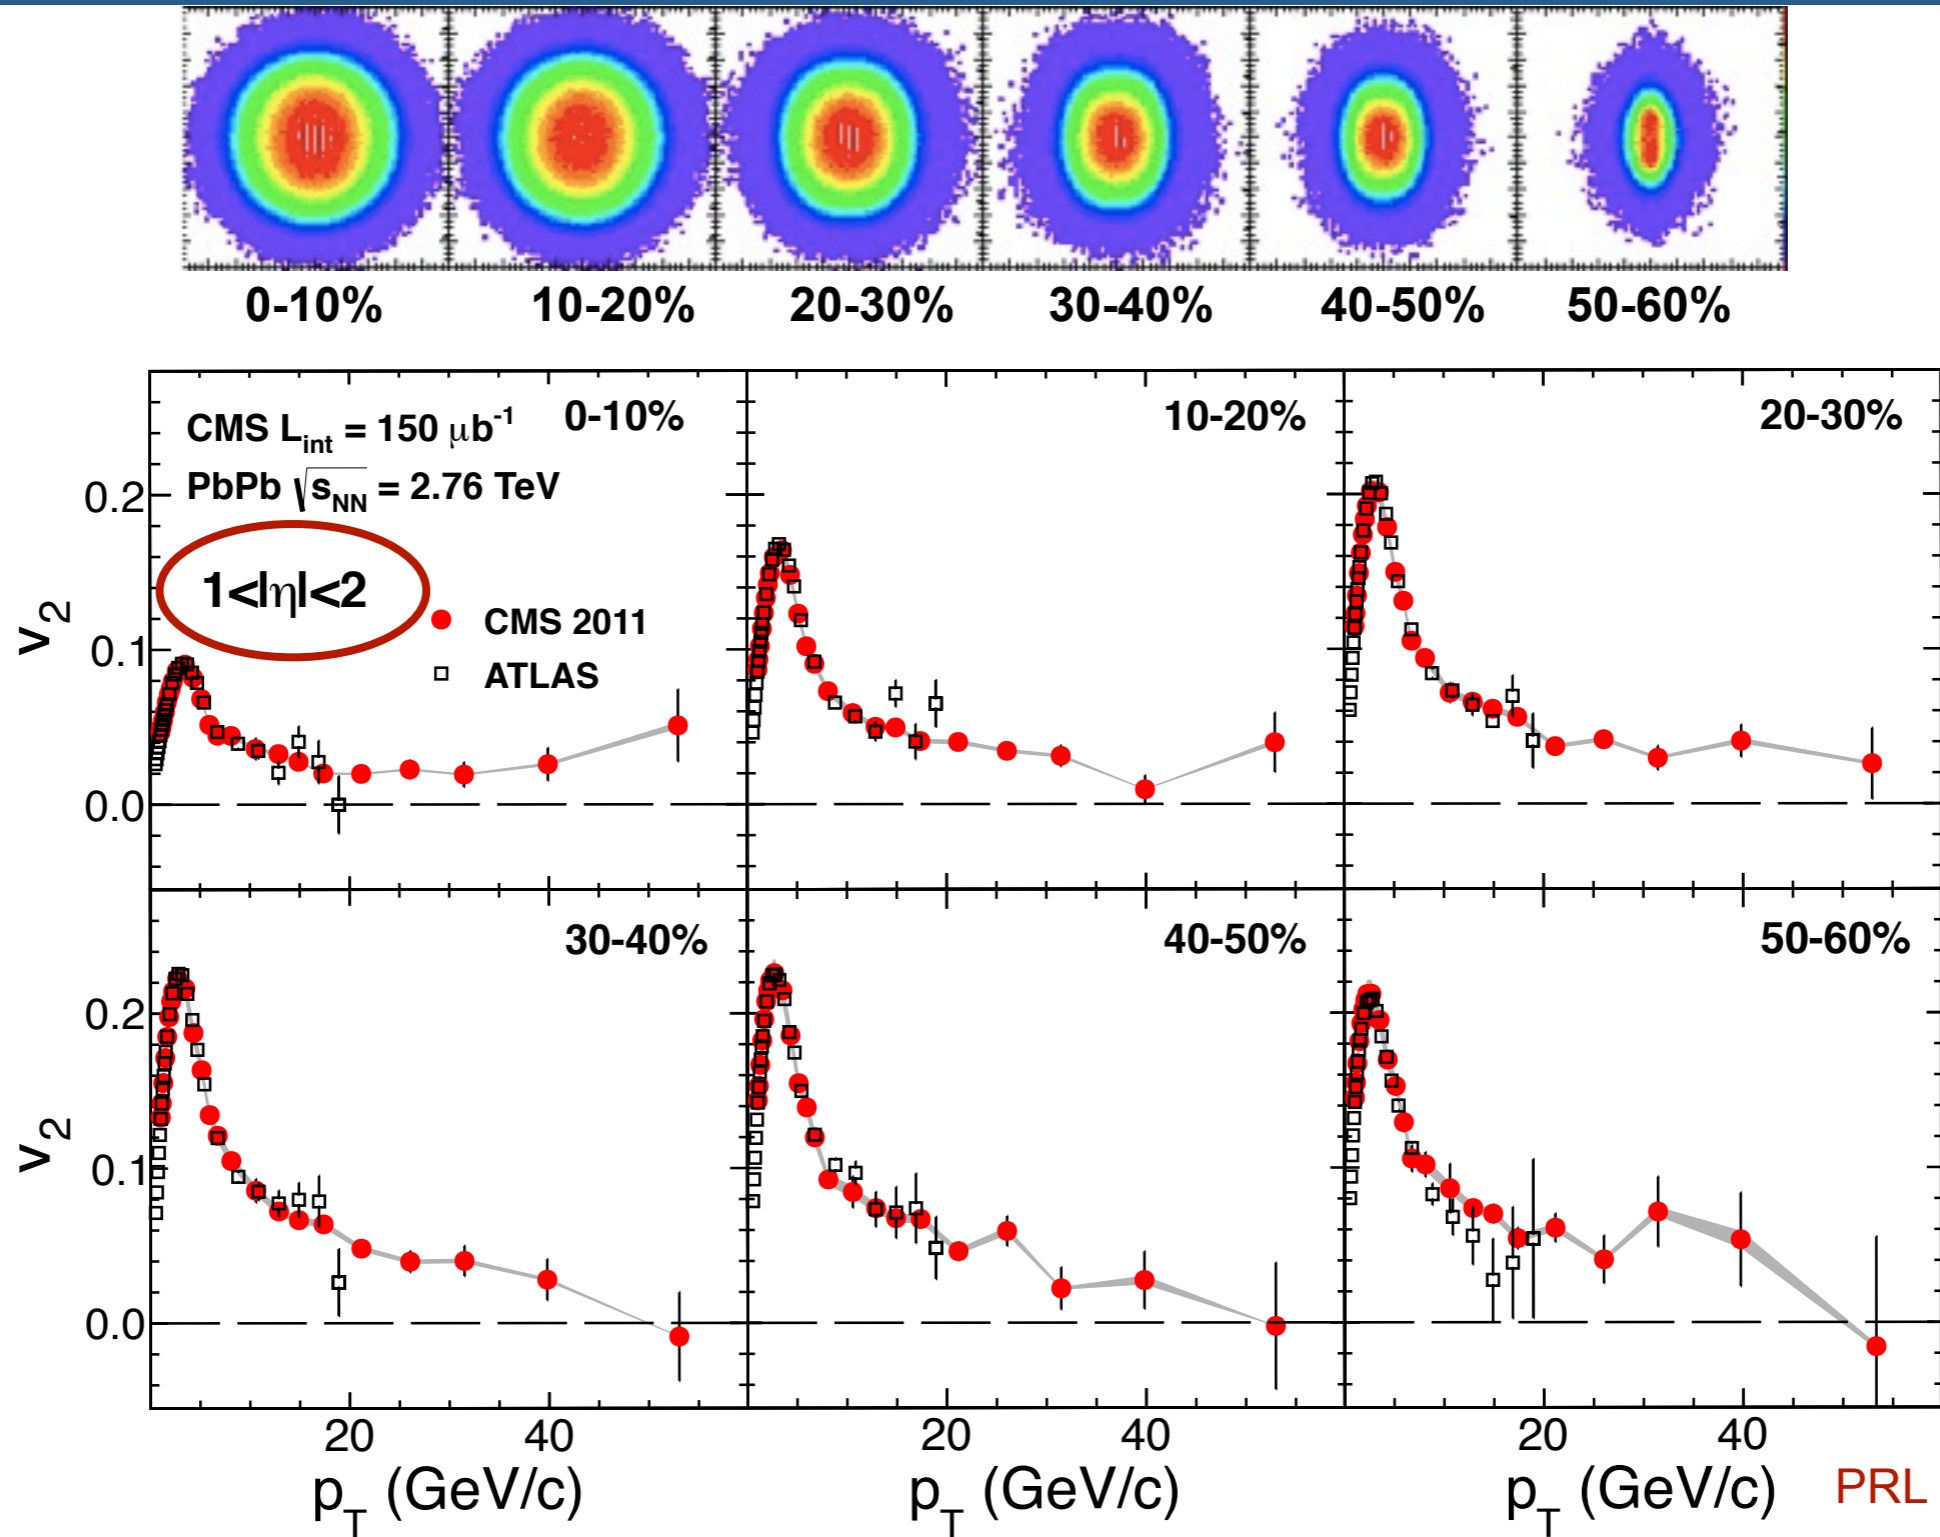 0-10% 10-20% 20-30% 30-40% 40-50% 50-60%
CMS L_int = 150 μb^-1 0-10% 10-20% 20-30%
PbPb √s_NN = 2.76 TeV
1<|η|<2
CMS 2011
ATLAS
v_2
0.2
0.1
0.0
30-40% 40-50% 50-60%
v_2
0.2
0.1
0.0
20 40 20 40 20 40
p_T (GeV/c) p_T (GeV/c) p_T (GeV/c) PRL